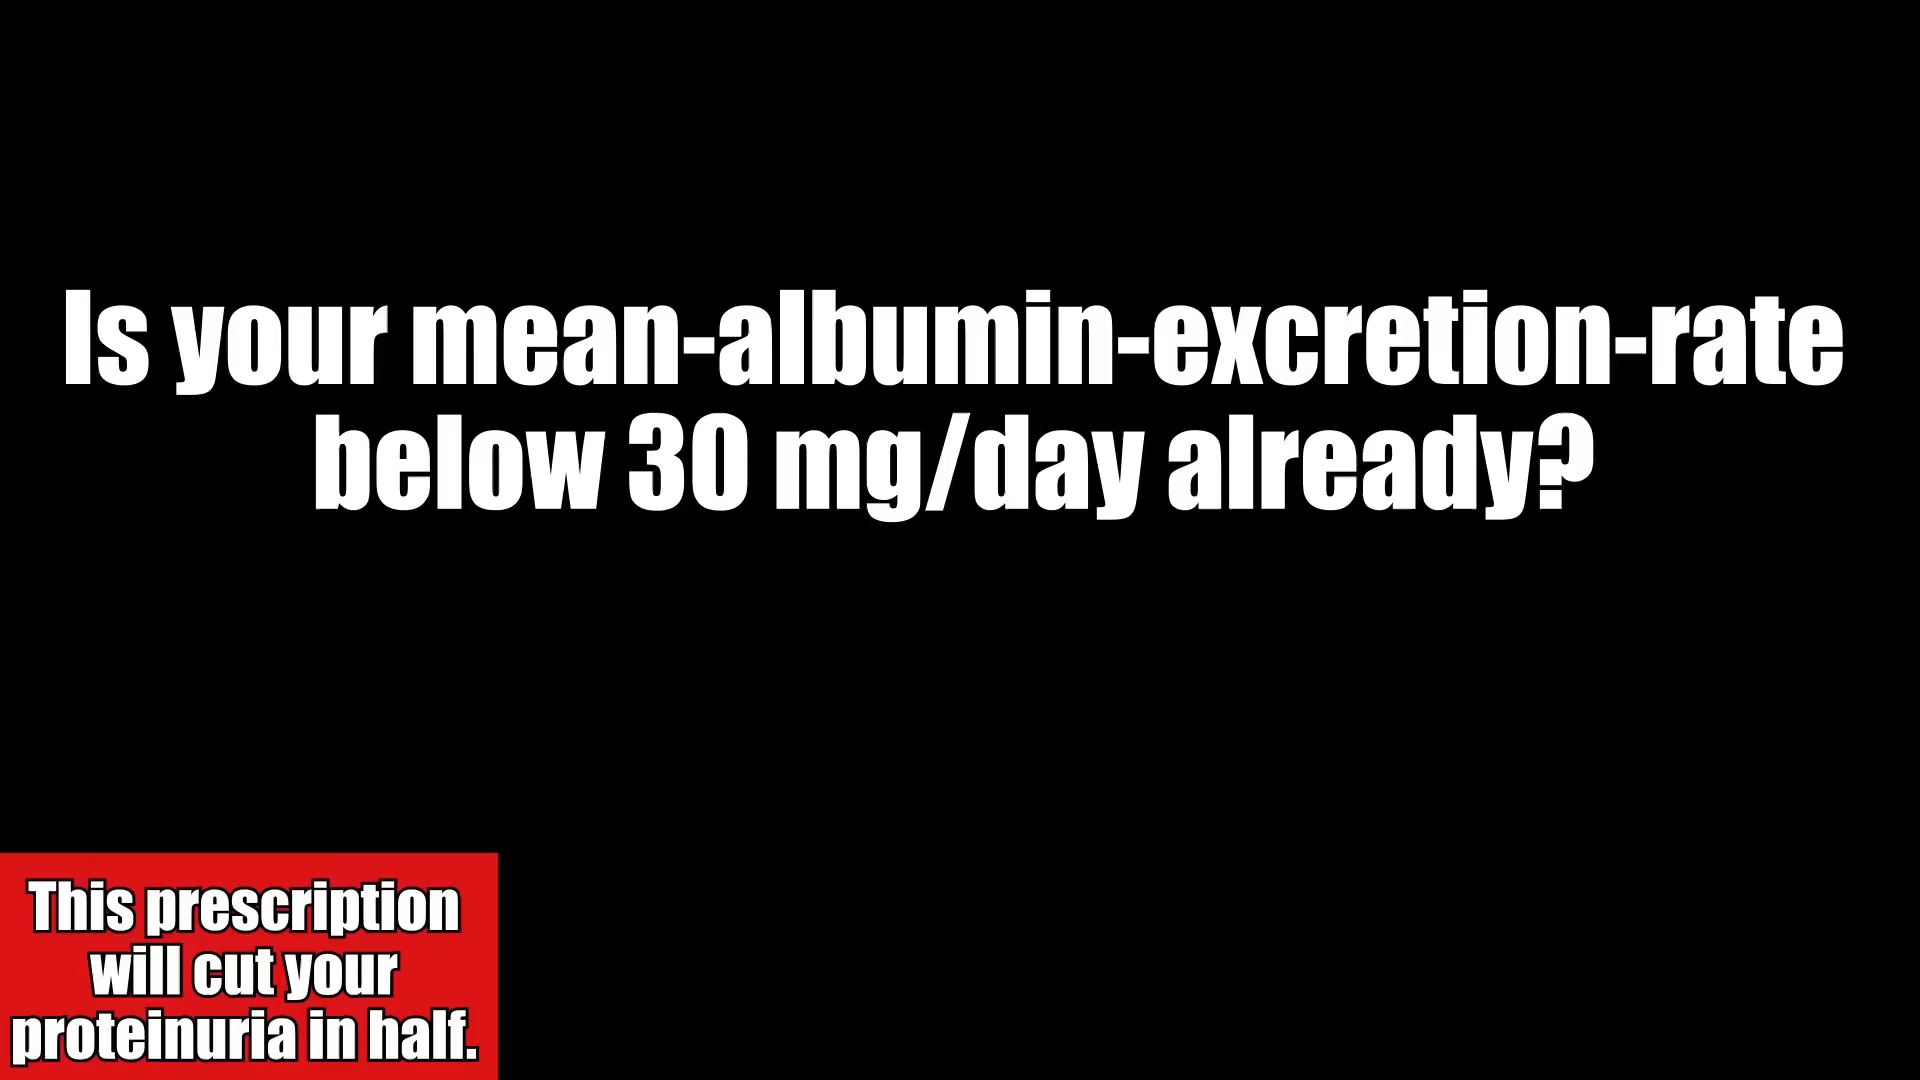 Is your mean-albumin-excretion-rate
below 30 mg/day already?
This prescription
will cut your
proteinuria in half.